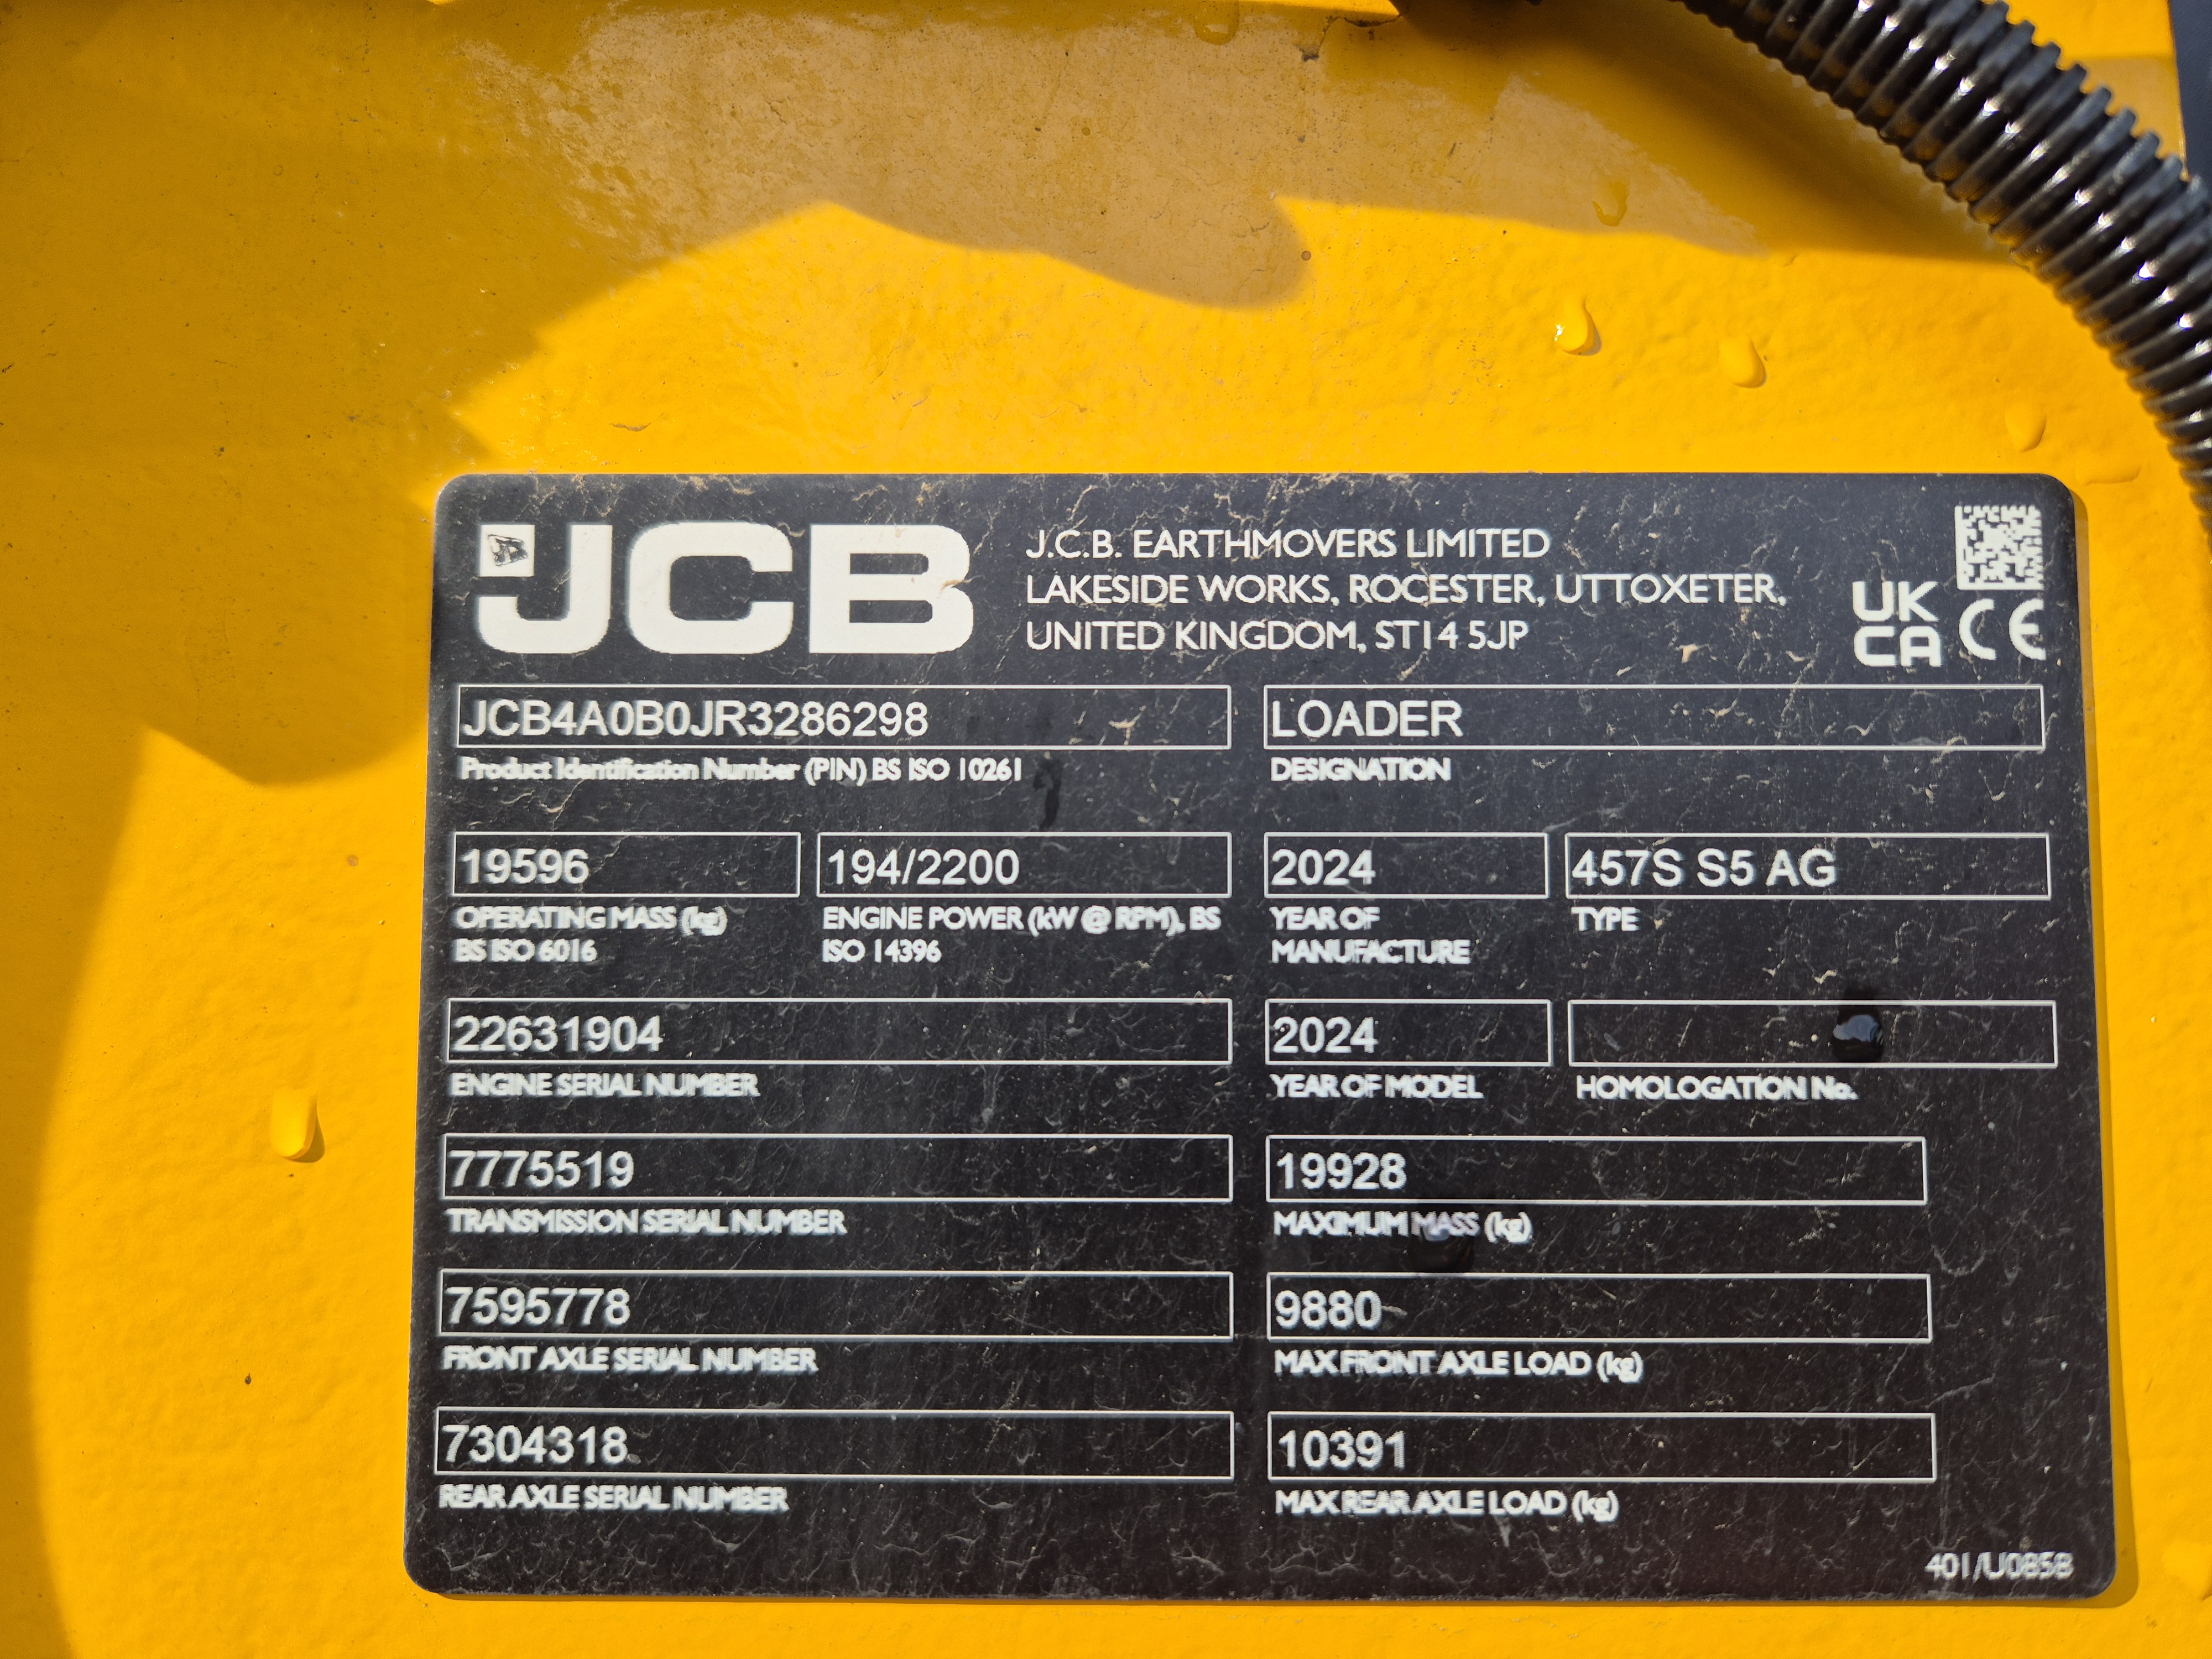 JCB
J.C.B. EARTHMOVERS LIMITED
LAKESIDE WORKS, ROCESTER, UTTOXETER,
UNITED KINGDOM, ST14 5JP
UK
CA CE
JCB4A0B0JR3286298
Product Identification Number (PIN) BS ISO 10261
LOADER
DESIGNATION
19596
OPERATING MASS (kg)
BS ISO 6016
194/2200
ENGINE POWER (kW @ RPM), BS
ISO 14396
2024
YEAR OF
MANUFACTURE
457S S5 AG
TYPE
22631904
ENGINE SERIAL NUMBER
2024
YEAR OF MODEL
HOMOLOGATION No.
7775519
TRANSMISSION SERIAL NUMBER
19928
MAXIMUM MASS (kg)
7595778
FRONT AXLE SERIAL NUMBER
9880
MAX FRONT AXLE LOAD (kg)
7304318
REAR AXLE SERIAL NUMBER
10391
MAX REAR AXLE LOAD (kg)
401/U0858